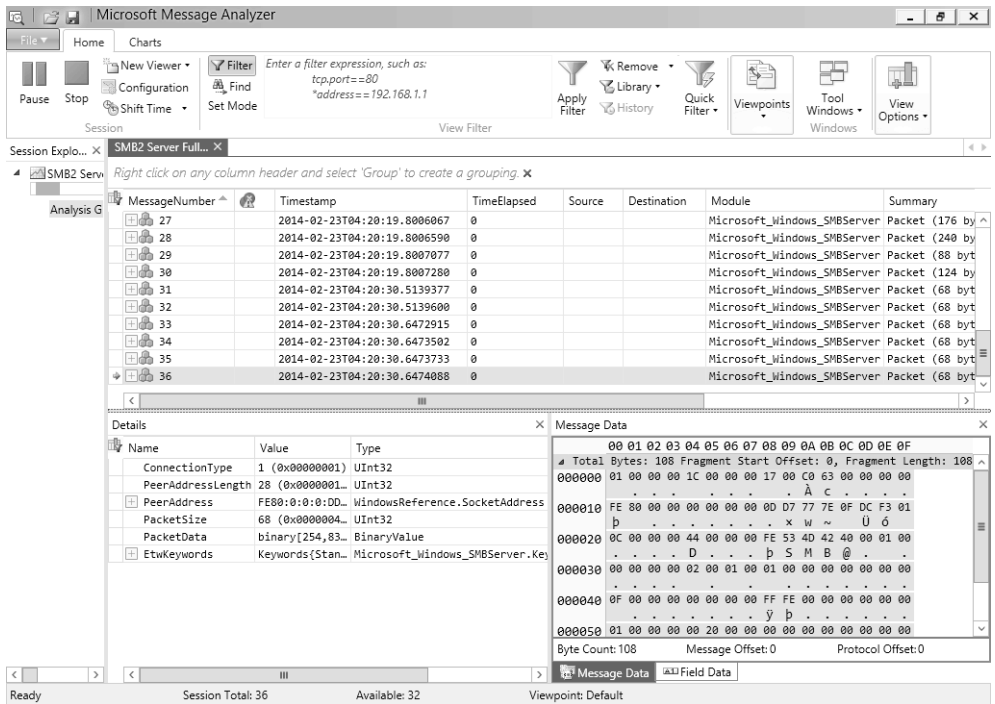 Microsoft Message Analyzer
File Home Charts
New Viewer Filter Enter a filter expression, such as: Remove
Configuration Find tcp.port==80 Library
Pause Stop Shift Time Set Mode *address==192.168.1.1 Apply Filter History Quick Filter Viewpoints Tool Windows View Options
Session View Filter Windows
Session Explo... SMB2 Server Full...
SMB2 Serv Right click on any column header and select 'Group' to create a grouping.
Analysis G
MessageNumber Timestamp TimeElapsed Source Destination Module Summary
27 2014-02-23T04:20:19.8006067 0 Microsoft_Windows_SMBServer Packet (176 by
28 2014-02-23T04:20:19.8006590 0 Microsoft_Windows_SMBServer Packet (240 by
29 2014-02-23T04:20:19.8007077 0 Microsoft_Windows_SMBServer Packet (88 byt
30 2014-02-23T04:20:19.8007280 0 Microsoft_Windows_SMBServer Packet (124 by
31 2014-02-23T04:20:30.5139377 0 Microsoft_Windows_SMBServer Packet (68 byt
32 2014-02-23T04:20:30.5139600 0 Microsoft_Windows_SMBServer Packet (68 byt
33 2014-02-23T04:20:30.6472915 0 Microsoft_Windows_SMBServer Packet (68 byt
34 2014-02-23T04:20:30.6473502 0 Microsoft_Windows_SMBServer Packet (68 byt
35 2014-02-23T04:20:30.6473733 0 Microsoft_Windows_SMBServer Packet (68 byt
36 2014-02-23T04:20:30.6474088 0 Microsoft_Windows_SMBServer Packet (68 byt
Details
Name Value Type
ConnectionType 1 (0x00000001) UInt32
PeerAddressLength 28 (0x0000001... UInt32
PeerAddress FE80:0:0:0:DD... WindowsReference.SocketAddress
PacketSize 68 (0x0000004... UInt32
PacketData binary[254,83... BinaryValue
EtwKeywords Keywords{Stan... Microsoft_Windows_SMBServer.Key
Message Data
00 01 02 03 04 05 06 07 08 09 0A 0B 0C 0D 0E 0F
Total Bytes: 108 Fragment Start Offset: 0, Fragment Length: 108
000000 01 00 00 00 1C 00 00 00 17 00 C0 63 00 00 00 00
. . . . . . . . . . À c . . . .
000010 FE 80 00 00 00 00 00 00 0D D7 77 7E 0F DC F3 01
þ . . . . . . . . × w ~ Ü ó
000020 0C 00 00 00 44 00 00 00 FE 53 4D 42 40 00 01 00
. . . . D . . . þ S M B @ . .
000030 00 00 00 00 02 00 01 00 01 00 00 00 00 00 00 00
000040 0F 00 00 00 00 00 00 00 FF FE 00 00 00 00 00 00
. . . . . . . . ÿ þ . . . . . .
000050 01 00 00 00 20 00 00 00 00 00 00 00 00 00 00 00
Byte Count: 108 Message Offset: 0 Protocol Offset: 0
Message Data Field Data
Ready Session Total: 36 Available: 32 Viewpoint: Default